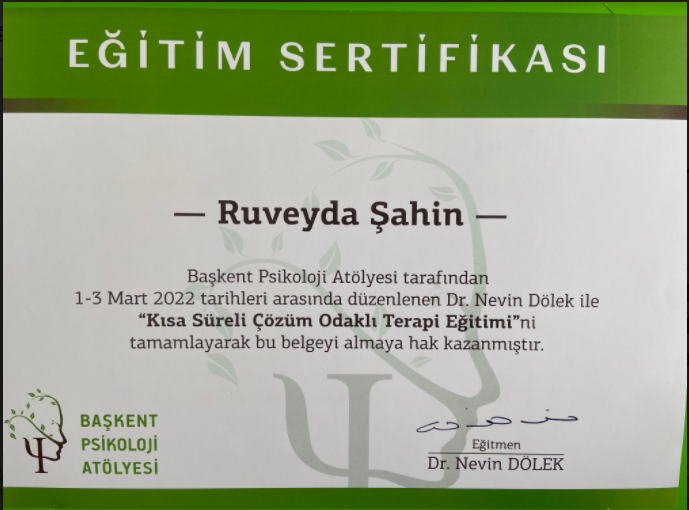 EĞİTİM SERTİFİKASI
— Ruveyda Şahin —
Başkent Psikoloji Atölyesi tarafından
1-3 Mart 2022 tarihleri arasında düzenlenen Dr. Nevin Dölek ile
“Kısa Süreli Çözüm Odaklı Terapi Eğitimi”ni
tamamlayarak bu belgeyi almaya hak kazanmıştır.
BAŞKENT
PSİKOLOJİ
ATÖLYESİ
Eğitmen
Dr. Nevin DÖLEK